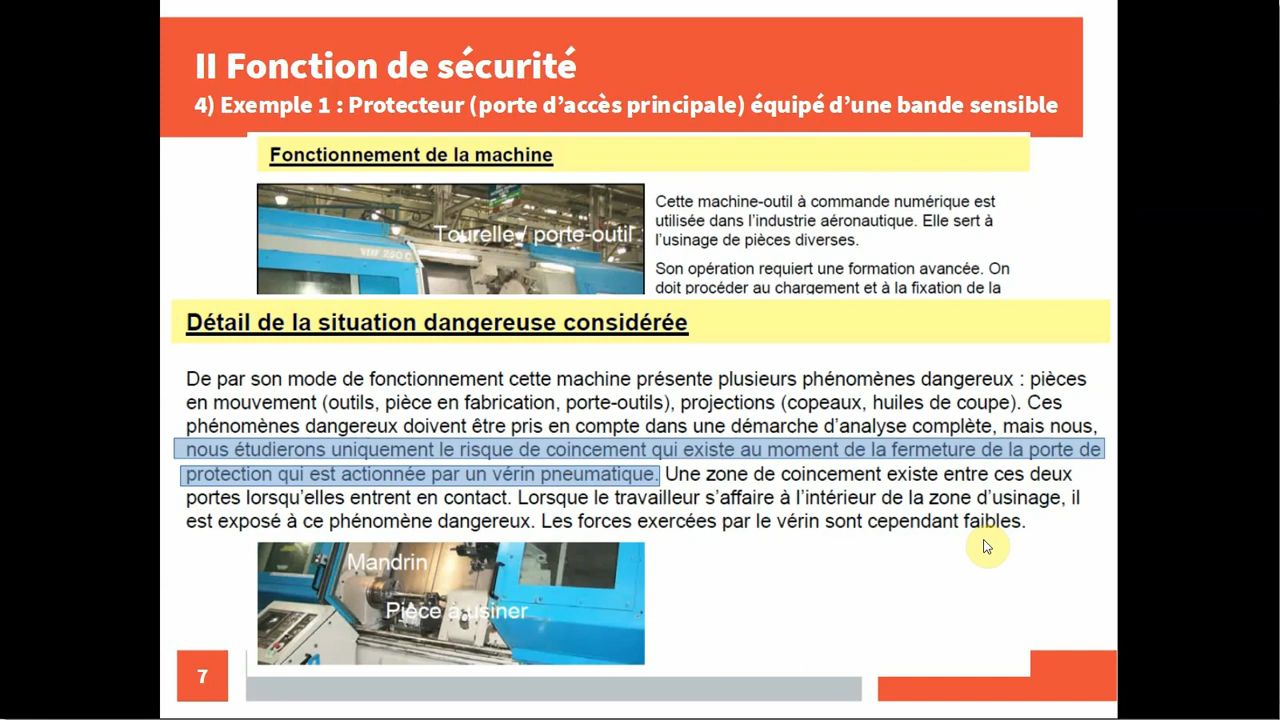 II Fonction de sécurité
4) Exemple 1 : Protecteur (porte d'accès principale) équipé d'une bande sensible
Fonctionnement de la machine
Tourelle / porte-outil
Cette machine-outil à commande numérique est
utilisée dans l'industrie aéronautique. Elle sert à
l'usinage de pièces diverses.
Son opération requiert une formation avancée. On
doit procéder au chargement et à la fixation de la
Détail de la situation dangereuse considérée
De par son mode de fonctionnement cette machine présente plusieurs phénomènes dangereux : pièces
en mouvement (outils, pièce en fabrication, porte-outils), projections (copeaux, huiles de coupe). Ces
phénomènes dangereux doivent être pris en compte dans une démarche d'analyse complète, mais nous,
nous étudierons uniquement le risque de coincement qui existe au moment de la fermeture de la porte de
protection qui est actionnée par un vérin pneumatique. Une zone de coincement existe entre ces deux
portes lorsqu'elles entrent en contact. Lorsque le travailleur s'affaire à l'intérieur de la zone d'usinage, il
est exposé à ce phénomène dangereux. Les forces exercées par le vérin sont cependant faibles.
Mandrin
Pièce à usiner
7